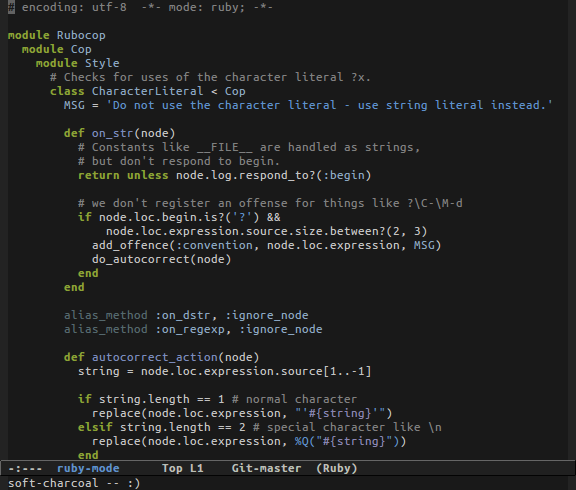 # encoding: utf-8  -*- mode: ruby; -*-

module Rubocop
  module Cop
    module Style
      # Checks for uses of the character literal ?x.
      class CharacterLiteral < Cop
        MSG = 'Do not use the character literal - use string literal instead.'

        def on_str(node)
          # Constants like __FILE__ are handled as strings,
          # but don't respond to begin.
          return unless node.log.respond_to?(:begin)

          # we don't register an offense for things like ?\C-\M-d
          if node.loc.begin.is?('?') &&
              node.loc.expression.source.size.between?(2, 3)
            add_offence(:convention, node.loc.expression, MSG)
            do_autocorrect(node)
          end
        end

        alias_method :on_dstr, :ignore_node
        alias_method :on_regexp, :ignore_node

        def autocorrect_action(node)
          string = node.loc.expression.source[1..-1]

          if string.length == 1 # normal character
            replace(node.loc.expression, "'#{string}'")
          elsif string.length == 2 # special character like \n
            replace(node.loc.expression, %Q("#{string}"))
          end
-:---  ruby-mode      Top L1    Git-master  (Ruby)
soft-charcoal -- :)